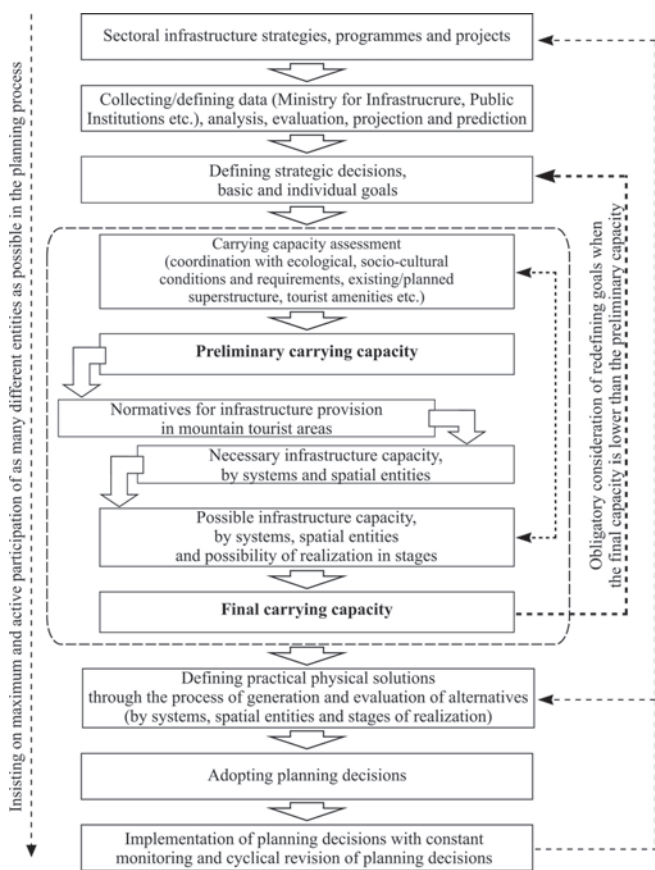 Sectoral infrastructure strategies, programmes and projects
Collecting/defining data (Ministry for Infrastrucrure, Public
Institutions etc.), analysis, evaluation, projection and prediction
Defining strategic decisions,
basic and individual goals
Carrying capacity assessment
(coordination with ecological, socio-cultural
conditions and requirements, existing/planned
superstructure, tourist amenities etc.)
Preliminary carrying capacity
Normatives for infrastructure provision
in mountain tourist areas
Necessary infrastructure capacity,
by systems and spatial entities
Possible infrastructure capacity,
by systems, spatial entities
and possibility of realization in stages
Final carrying capacity
Defining practical physical solutions
through the process of generation and evaluation of alternatives
(by systems, spatial entities and stages of realization)
Adopting planning decisions
Implementation of planning decisions with constant
monitoring and cyclical revision of planning decisions
Insisting on maximum and active participation of as many different entities as possible in the planning process
Obligatory consideration of redefining goals when
the final capacity is lower than the preliminary capacity